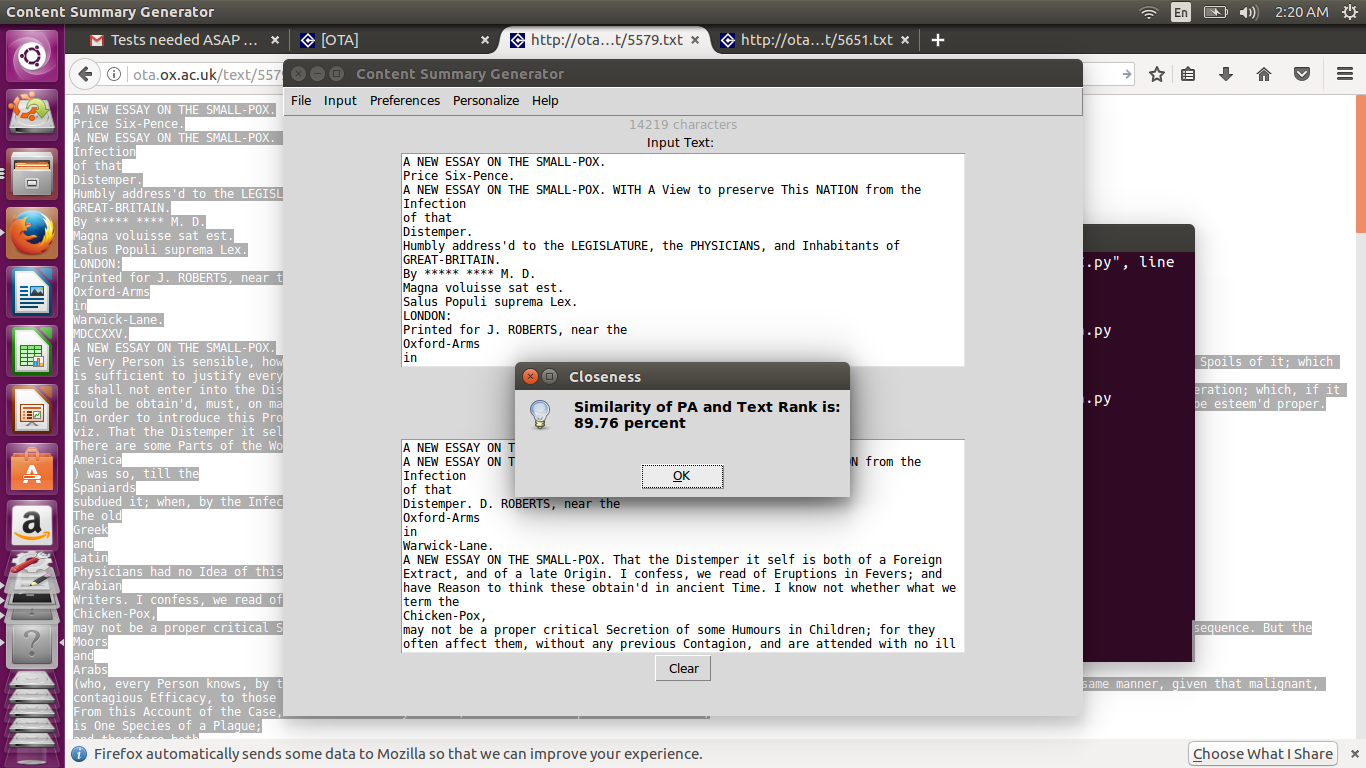 Content Summary Generator
En
2:20 AM
Tests needed ASAP ...
[OTA]
http://ota...t/5579.txt
http://ota...t/5651.txt
ota.ox.ac.uk/text/557
Content Summary Generator
File Input Preferences Personalize Help
14219 characters
Input Text:
A NEW ESSAY ON THE SMALL-POX.
Price Six-Pence.
A NEW ESSAY ON THE SMALL-POX. WITH A View to preserve This NATION from the
Infection
of that
Distemper.
Humbly address'd to the LEGISLATURE, the PHYSICIANS, and Inhabitants of
GREAT-BRITAIN.
By ***** **** M. D.
Magna voluisse sat est.
Salus Populi suprema Lex.
LONDON:
Printed for J. ROBERTS, near the
Oxford-Arms
in
Closeness
Similarity of PA and Text Rank is:
89.76 percent
OK
A NEW ESSAY ON T
A NEW ESSAY ON T ON from the
Infection
of that
Distemper. D. ROBERTS, near the
Oxford-Arms
in
Warwick-Lane.
A NEW ESSAY ON THE SMALL-POX. That the Distemper it self is both of a Foreign
Extract, and of a late Origin. I confess, we read of Eruptions in Fevers; and
have Reason to think these obtain'd in ancient Time. I know not whether what we
term the
Chicken-Pox,
may not be a proper critical Secretion of some Humours in Children; for they
often affect them, without any previous Contagion, and are attended with no ill
Clear
A NEW ESSAY ON THE SMALL-POX.
Price Six-Pence.
A NEW ESSAY ON THE SMALL-POX.
Infection
of that
Distemper.
Humbly address'd to the LEGISL
GREAT-BRITAIN.
By ***** **** M. D.
Magna voluisse sat est.
Salus Populi suprema Lex.
LONDON:
Printed for J. ROBERTS, near t
Oxford-Arms
in
Warwick-Lane.
MDCCXXV.
A NEW ESSAY ON THE SMALL-POX.
E Very Person is sensible, how Spoils of it; which
is sufficient to justify every
I shall not enter into the Dis eration; which, if it
could be obtain'd, must, on ma be esteem'd proper.
In order to introduce this Pro
viz. That the Distemper it sel
There are some Parts of the Wo
America
) was so, till the
Spaniards
subdued it; when, by the Infec
The old
Greek
and
Latin
Physicians had no Idea of this
Arabian
Writers. I confess, we read of
Chicken-Pox,
may not be a proper critical S sequence. But the
Moors
and
Arabs
(who, every Person knows, by t same manner, given that malignant,
contagious Efficacy, to those
From this Account of the Case,
is One Species of a Plague;
and therefore both
.py", line
.py
.py
Firefox automatically sends some data to Mozilla so that we can improve your experience.
Choose What I Share